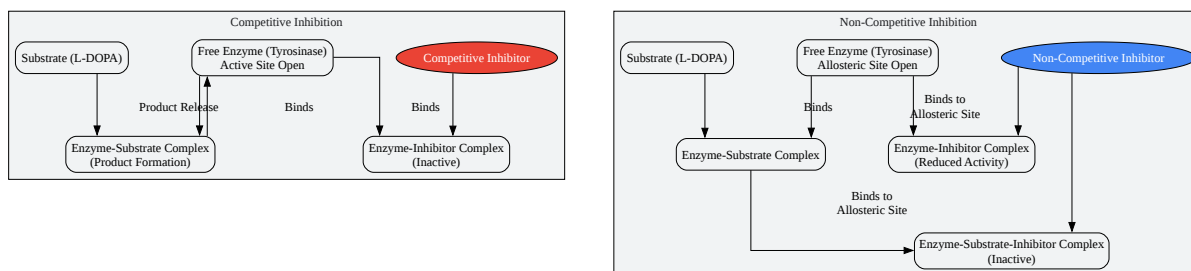 Competitive Inhibition
Substrate (L-DOPA)
Free Enzyme (Tyrosinase)
Active Site Open
Competitive Inhibitor
Product Release
Binds
Binds
Enzyme-Substrate Complex
(Product Formation)
Enzyme-Inhibitor Complex
(Inactive)
Non-Competitive Inhibition
Substrate (L-DOPA)
Free Enzyme (Tyrosinase)
Allosteric Site Open
Non-Competitive Inhibitor
Binds
Binds to
Allosteric Site
Enzyme-Substrate Complex
Enzyme-Inhibitor Complex
(Reduced Activity)
Binds to
Allosteric Site
Enzyme-Substrate-Inhibitor Complex
(Inactive)